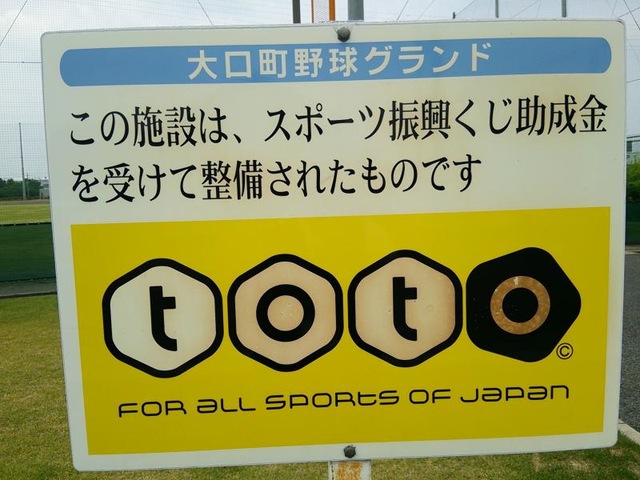 大口町野球グランド
この施設は、スポーツ振興くじ助成金
を受けて整備されたものです
toto
©
FOR ALL SPORTS OF JAPAN